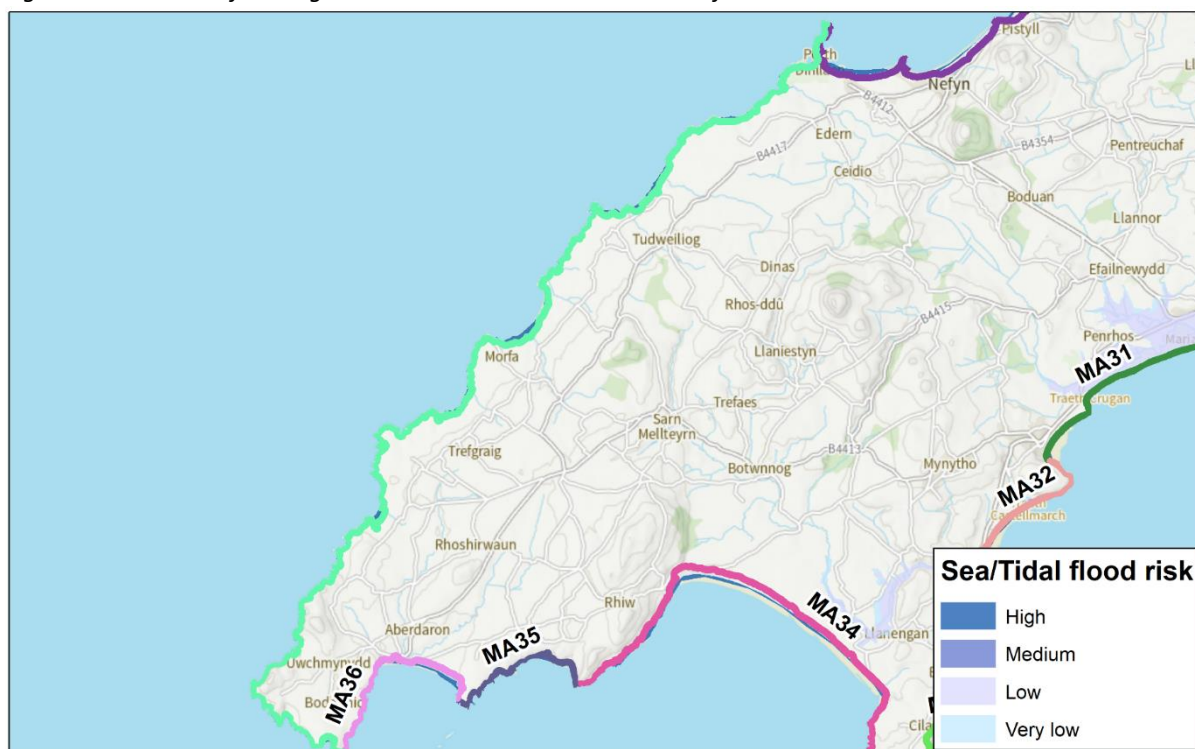 Pistyll
Porth
Nefyn
B4412
Edern
B4417
B4354
Pentreuchaf
Ceidio
Boduan
Llannor
Tudweiliog
Dinas
Efailnewydd
Rhos-ddû
B4415
Penrhos
Llaniestyn
Morfa
MA31
Trefaes
Sarn
Mellteyrn
Trefgraig
B4413
Botwnnog
Mynytho
MA32
Rhoshirwaun
Sea/Tidal flood risk
High
Medium
Low
Very low
Rhiw
MA34
Llanengan
Aberdaron
MA35
Uwchmynydd
MA36